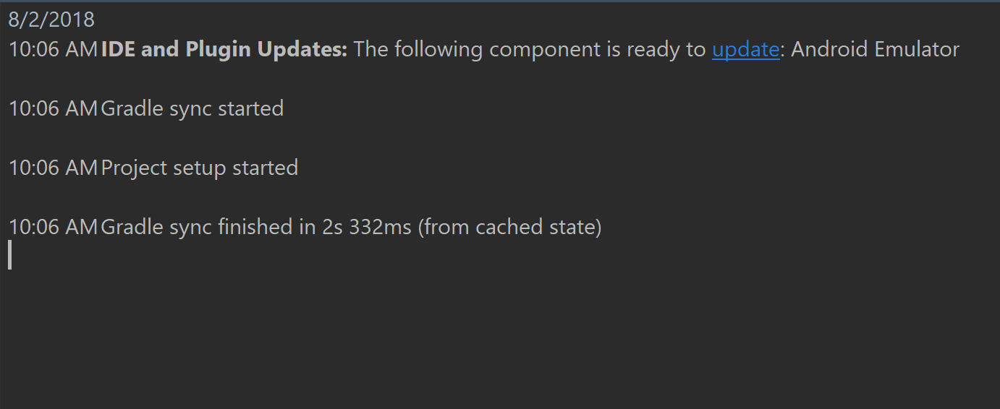 8/2/2018
10:06 AM IDE and Plugin Updates: The following component is ready to update: Android Emulator
10:06 AM Gradle sync started
10:06 AM Project setup started
10:06 AM Gradle sync finished in 2s 332ms (from cached state)